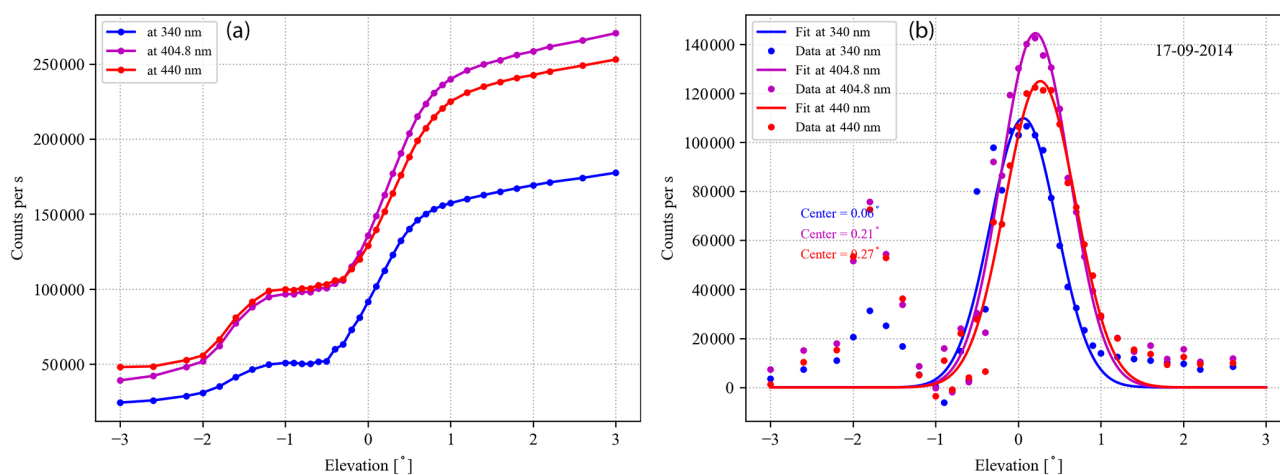 (a)
at 340 nm
at 404.8 nm
at 440 nm
250000
200000
150000
100000
50000
Counts per s
−3
−2
−1
0
1
2
3
Elevation [˚]
(b)
Fit at 340 nm
Data at 340 nm
Fit at 404.8 nm
Data at 404.8 nm
Fit at 440 nm
Data at 440 nm
17-09-2014
140000
120000
100000
80000
60000
40000
20000
0
Counts per s
Center = 0.06˚
Center = 0.21˚
Center = 0.27˚
−3
−2
−1
0
1
2
3
Elevation [˚]